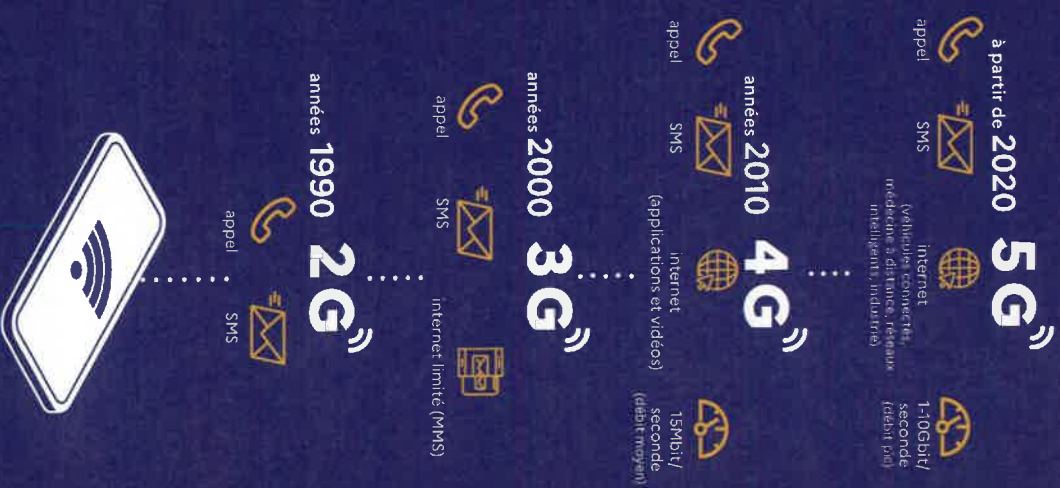 à partir de 2020 5G
appel
SMS
internet
(véhicules connectés,
médecine à distance, réseaux
intelligents, industrie)
1-10Gbit/
seconde
(débit pic)
années 2010 4G
appel
SMS
internet
(applications et vidéos)
15Mbit/
seconde
(débit moyen)
années 2000 3G
appel
SMS
internet limité (MMS)
années 1990 2G
appel
SMS